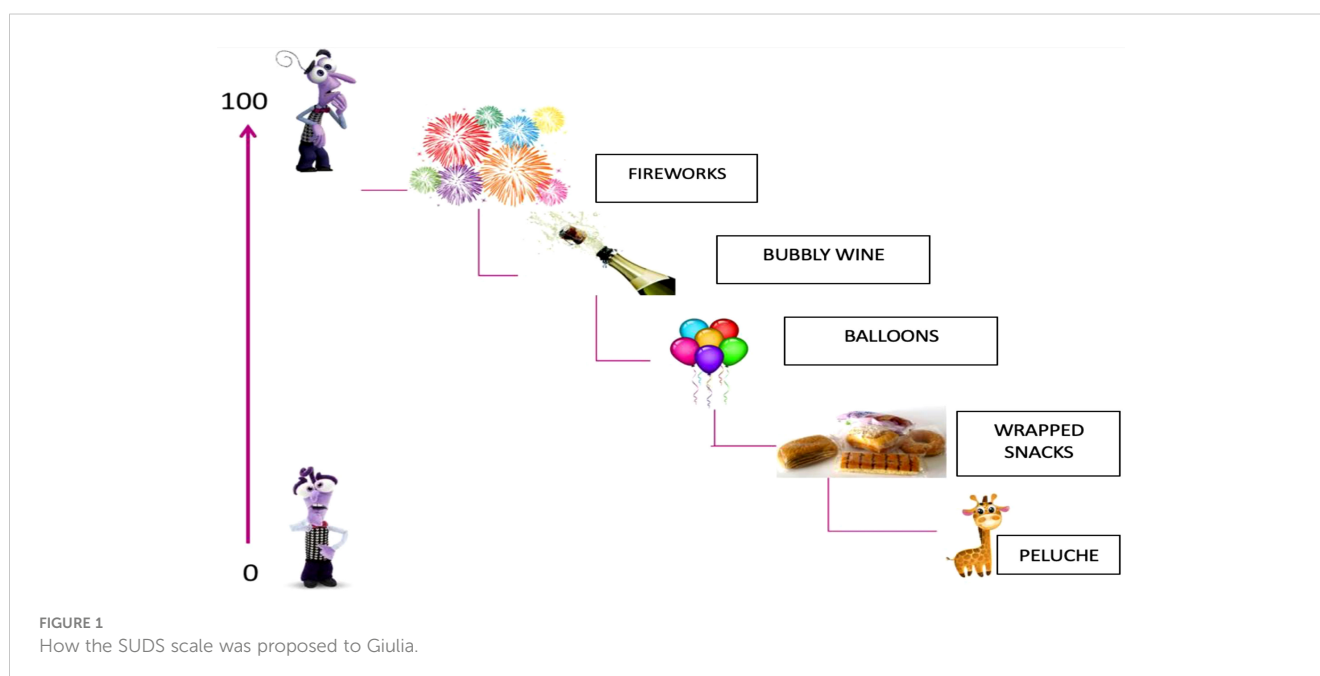 100
FIREWORKS
BUBBLY WINE
BALLOONS
WRAPPED
SNACKS
PELUCHE
0
FIGURE 1
How the SUDS scale was proposed to Giulia.